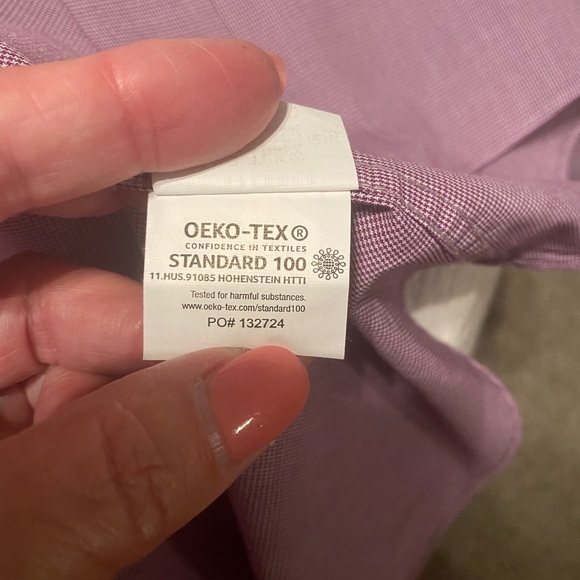 OEKO-TEX®
CONFIDENCE IN TEXTILES
STANDARD 100
11.HUS.91085 HOHENSTEIN HTTI
Tested for harmful substances.
www.oeko-tex.com/standard100
PO# 132724